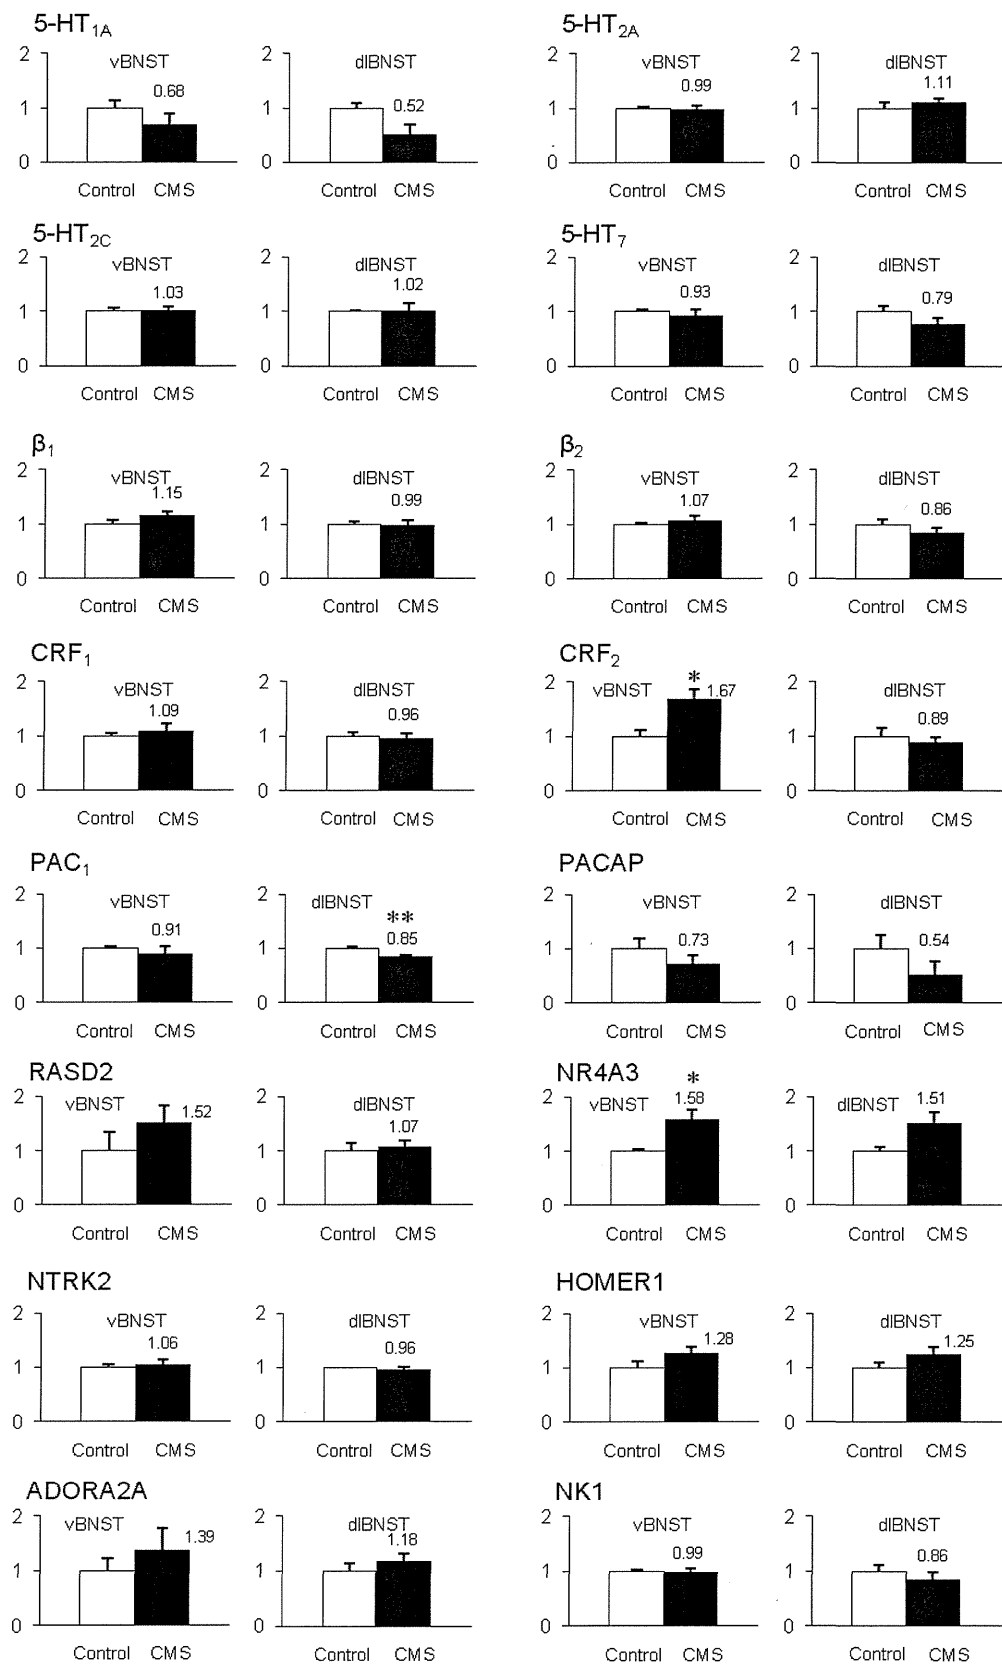 5-HT1A 5-HT2A
vBNST dlBNST vBNST dlBNST
2 1 0 0.68 2 1 0 0.52 2 1 0 0.99 2 1 0 1.11
Control CMS Control CMS Control CMS Control CMS
5-HT2C 5-HT7
vBNST dlBNST vBNST dlBNST
2 1 0 1.03 2 1 0 1.02 2 1 0 0.93 2 1 0 0.79
Control CMS Control CMS Control CMS Control CMS
β1 β2
vBNST dlBNST vBNST dlBNST
2 1 0 1.15 2 1 0 0.99 2 1 0 1.07 2 1 0 0.86
Control CMS Control CMS Control CMS Control CMS
CRF1 CRF2
vBNST dlBNST vBNST dlBNST
2 1 0 1.09 2 1 0 0.96 2 1 0 * 1.67 2 1 0 0.89
Control CMS Control CMS Control CMS Control CMS
PAC1 PACAP
vBNST dlBNST vBNST dlBNST
2 1 0 0.91 2 1 0 ** 0.85 2 1 0 0.73 2 1 0 0.54
Control CMS Control CMS Control CMS Control CMS
RASD2 NR4A3
vBNST dlBNST vBNST dlBNST
2 1 0 1.52 2 1 0 1.07 2 1 0 * 1.58 2 1 0 1.51
Control CMS Control CMS Control CMS Control CMS
NTRK2 HOMER1
vBNST dlBNST vBNST dlBNST
2 1 0 1.06 2 1 0 0.96 2 1 0 1.28 2 1 0 1.25
Control CMS Control CMS Control CMS Control CMS
ADORA2A NK1
vBNST dlBNST vBNST dlBNST
2 1 0 1.39 2 1 0 1.18 2 1 0 0.99 2 1 0 0.86
Control CMS Control CMS Control CMS Control CMS